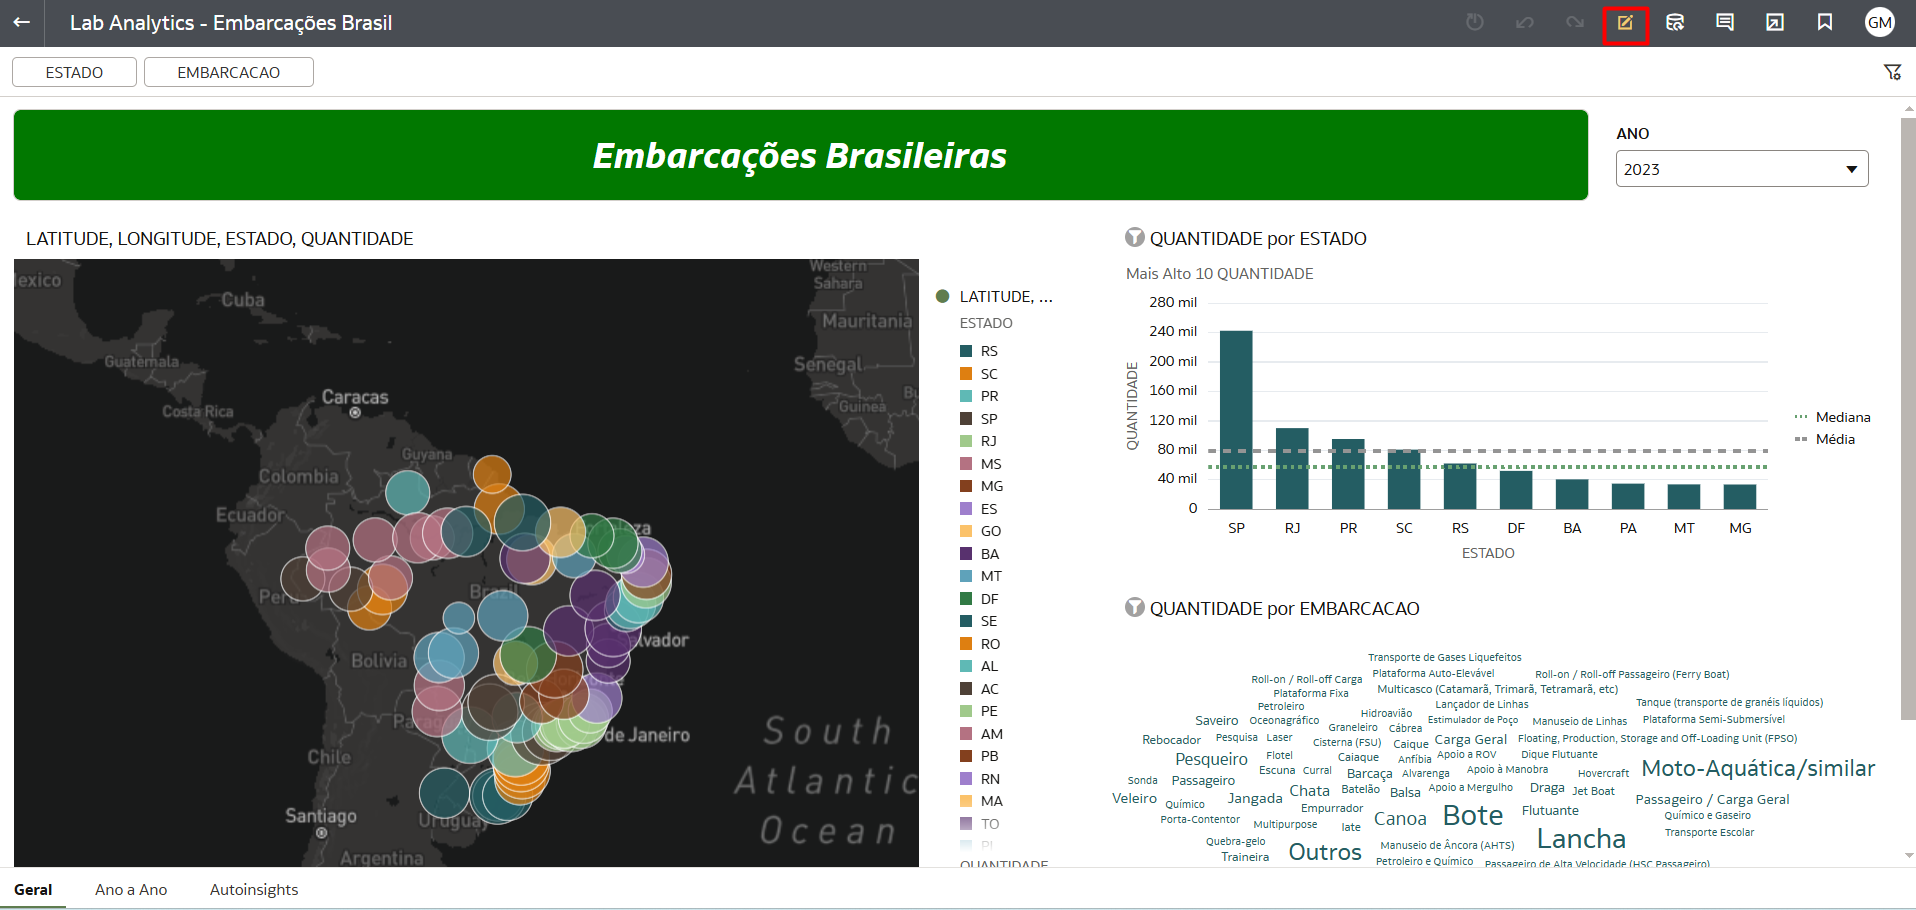 Lab Analytics - Embarcações Brasil
GM
ESTADO
EMBARCACAO
Embarcações Brasileiras
ANO
2023
LATITUDE, LONGITUDE, ESTADO, QUANTIDADE
Cuba
Guatemala
Costa Rica
Caracas
Guyana
Colombia
Ecuador
Brazil
Bolivia
Chile
Santiago
Uruguay
Argentina
de Janeiro
Western
Sahara
Mauritania
Senegal
Guinea
South
Atlantic
Ocean
LATITUDE, ...
ESTADO
RS
SC
PR
SP
RJ
MS
MG
ES
GO
BA
MT
DF
SE
RO
AL
AC
PE
AM
PB
RN
MA
TO
PI
QUANTIDADE
QUANTIDADE por ESTADO
Mais Alto 10 QUANTIDADE
QUANTIDADE
280 mil
240 mil
200 mil
160 mil
120 mil
80 mil
40 mil
0
SP RJ PR SC RS DF BA PA MT MG
ESTADO
Mediana
Média
QUANTIDADE por EMBARCACAO
Transporte de Gases Liquefeitos
Roll-on / Roll-off Carga
Plataforma Auto-Elevável
Roll-on / Roll-off Passageiro (Ferry Boat)
Plataforma Fixa
Multicasco (Catamarã, Trimarã, Tetramarã, etc)
Petroleiro
Lançador de Linhas
Tanque (transporte de granéis líquidos)
Saveiro
Oceanográfico
Hidroavião
Estimulador de Poço
Manuseio de Linhas
Plataforma Semi-Submersível
Graneleiro
Cábrea
Rebocador
Pesquisa
Laser
Cisterna (FSU)
Caique
Carga Geral
Floating, Production, Storage and Off-Loading Unit (FPSO)
Pesqueiro
Flotel
Caiaque
Anfíbia
Apoio a ROV
Dique Flutuante
Moto-Aquática/similar
Sonda
Passageiro
Escuna
Curral
Barcaça
Alvarenga
Apoio à Manobra
Hovercraft
Veleiro
Químico
Jangada
Chata
Batelão
Balsa
Apoio a Mergulho
Draga
Jet Boat
Passageiro / Carga Geral
Porta-Contentor
Empurrador
Canoa
Bote
Flutuante
Químico e Gaseiro
Multipurpose
Iate
Lancha
Transporte Escolar
Quebra-gelo
Traineira
Outros
Manuseio de Âncora (AHTS)
Petroleiro e Químico
Passageiro de Alta Velocidade (HSC Passageiro)
Geral
Ano a Ano
Autoinsights